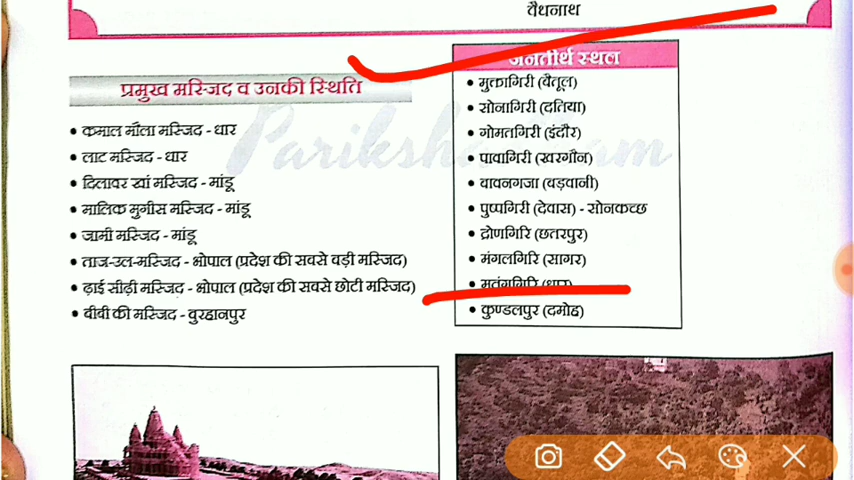 वैधनाथ
प्रमुख मस्जिद व उनकी स्थिति
• कमाल मौला मस्जिद - धार
• लाट मस्जिद - धार
• दिलावर खां मस्जिद - मांडू
• मालिक मुगीस मस्जिद - मांडू
• जामी मस्जिद - मांडू
• ताज-उल-मस्जिद - भोपाल (प्रदेश की सबसे बड़ी मस्जिद)
• ढ़ाई सीढ़ी मस्जिद - भोपाल (प्रदेश की सबसे छोटी मस्जिद)
• बीबी की मस्जिद - बुरहानपुर
जैनतीर्थ स्थल
• मुक्तागिरी (बैतूल)
• सोनागिरी (दतिया)
• गोमतगिरी (इंदौर)
• पावागिरी (खरगौन)
• बावनगजा (बड़वानी)
• पुष्पगिरी (देवास) - सोनकच्छ
• द्रोणगिरि (छतरपुर)
• मंगलगिरि (सागर)
• मतुंगगिरि (धार)
• कुण्डलपुर (दमोह)